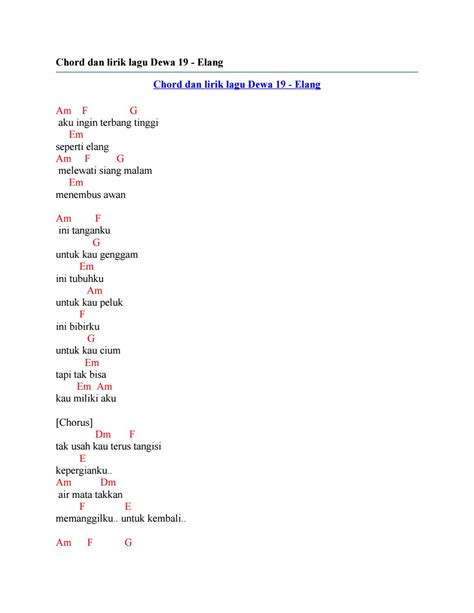 Chord dan lirik lagu Dewa 19 - Elang
Chord dan lirik lagu Dewa 19 - Elang
Am F G
aku ingin terbang tinggi
Em
seperti elang
Am F G
melewati siang malam
Em
menembus awan
Am F
ini tanganku
G
untuk kau genggam
Em
ini tubuhku
Am
untuk kau peluk
F
ini bibirku
G
untuk kau cium
Em
tapi tak bisa
Em Am
kau miliki aku
[Chorus]
Dm F
tak usah kau terus tangisi
E
kepergianku..
Am Dm
air mata takkan
F E
memanggilku.. untuk kembali..
Am F G